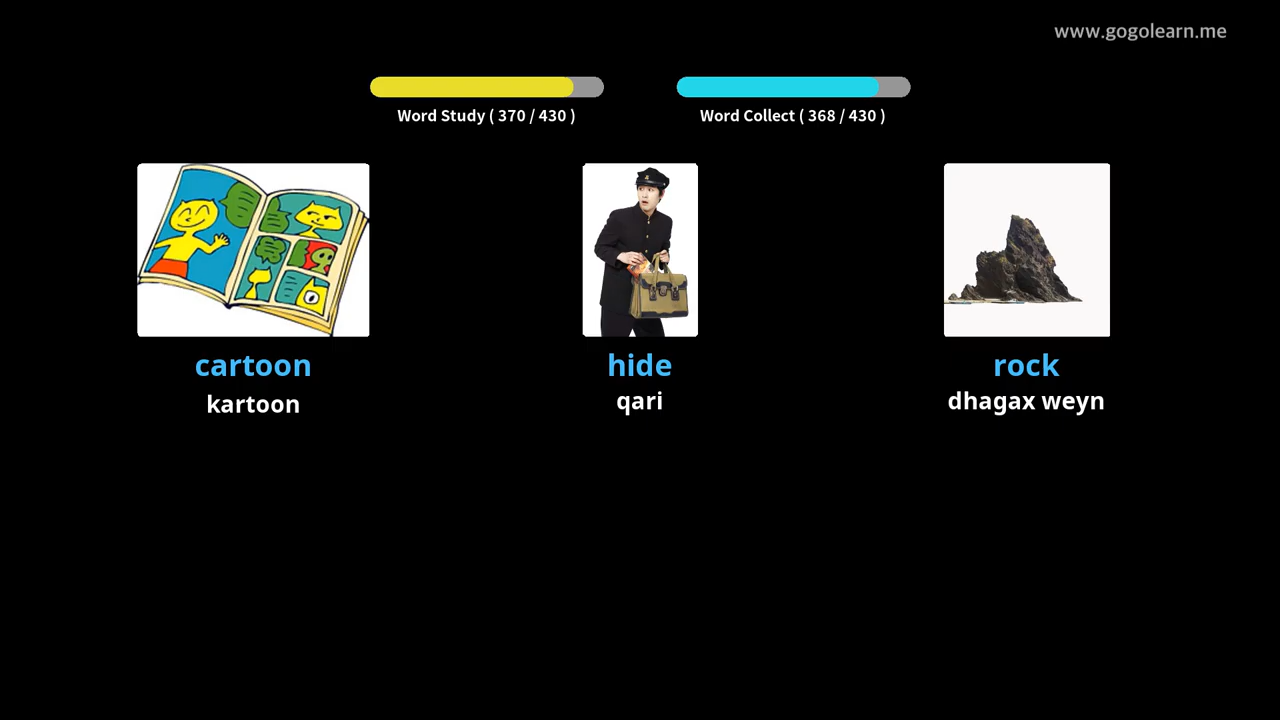 www.gogolearn.me
Word Study ( 370 / 430 )
Word Collect ( 368 / 430 )
cartoon
hide
rock
kartoon
qari
dhagax weyn